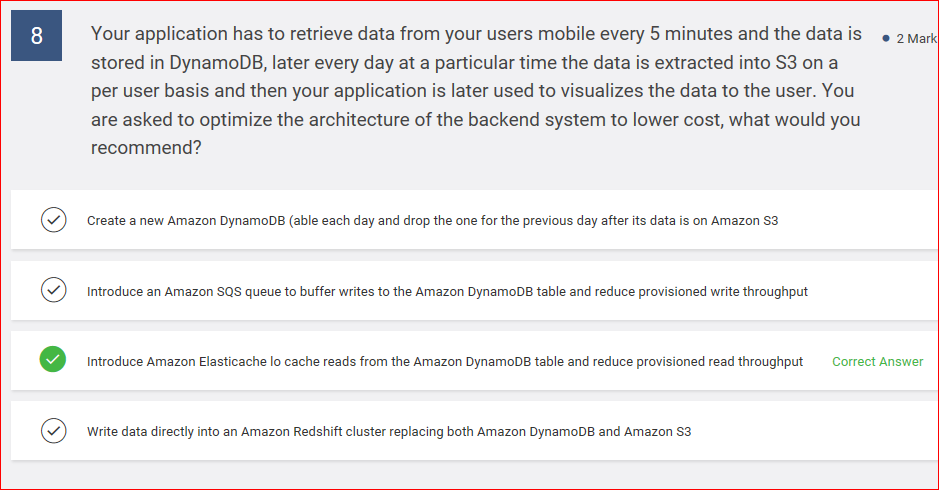 8
Your application has to retrieve data from your users mobile every 5 minutes and the data is
2 Mark
stored in DynamoDB, later every day at a particular time the data is extracted into S3 on a
per user basis and then your application is later used to visualizes the data to the user. You
are asked to optimize the architecture of the backend system to lower cost, what would you
recommend?
Create a new Amazon DynamoDB (able each day and drop the one for the previous day after its data is on Amazon S3
Introduce an Amazon SQS queue to buffer writes to the Amazon DynamoDB table and reduce provisioned write throughput
Introduce Amazon Elasticache lo cache reads from the Amazon DynamoDB table and reduce provisioned read throughput Correct Answer
Write data directly into an Amazon Redshift cluster replacing both Amazon DynamoDB and Amazon S3